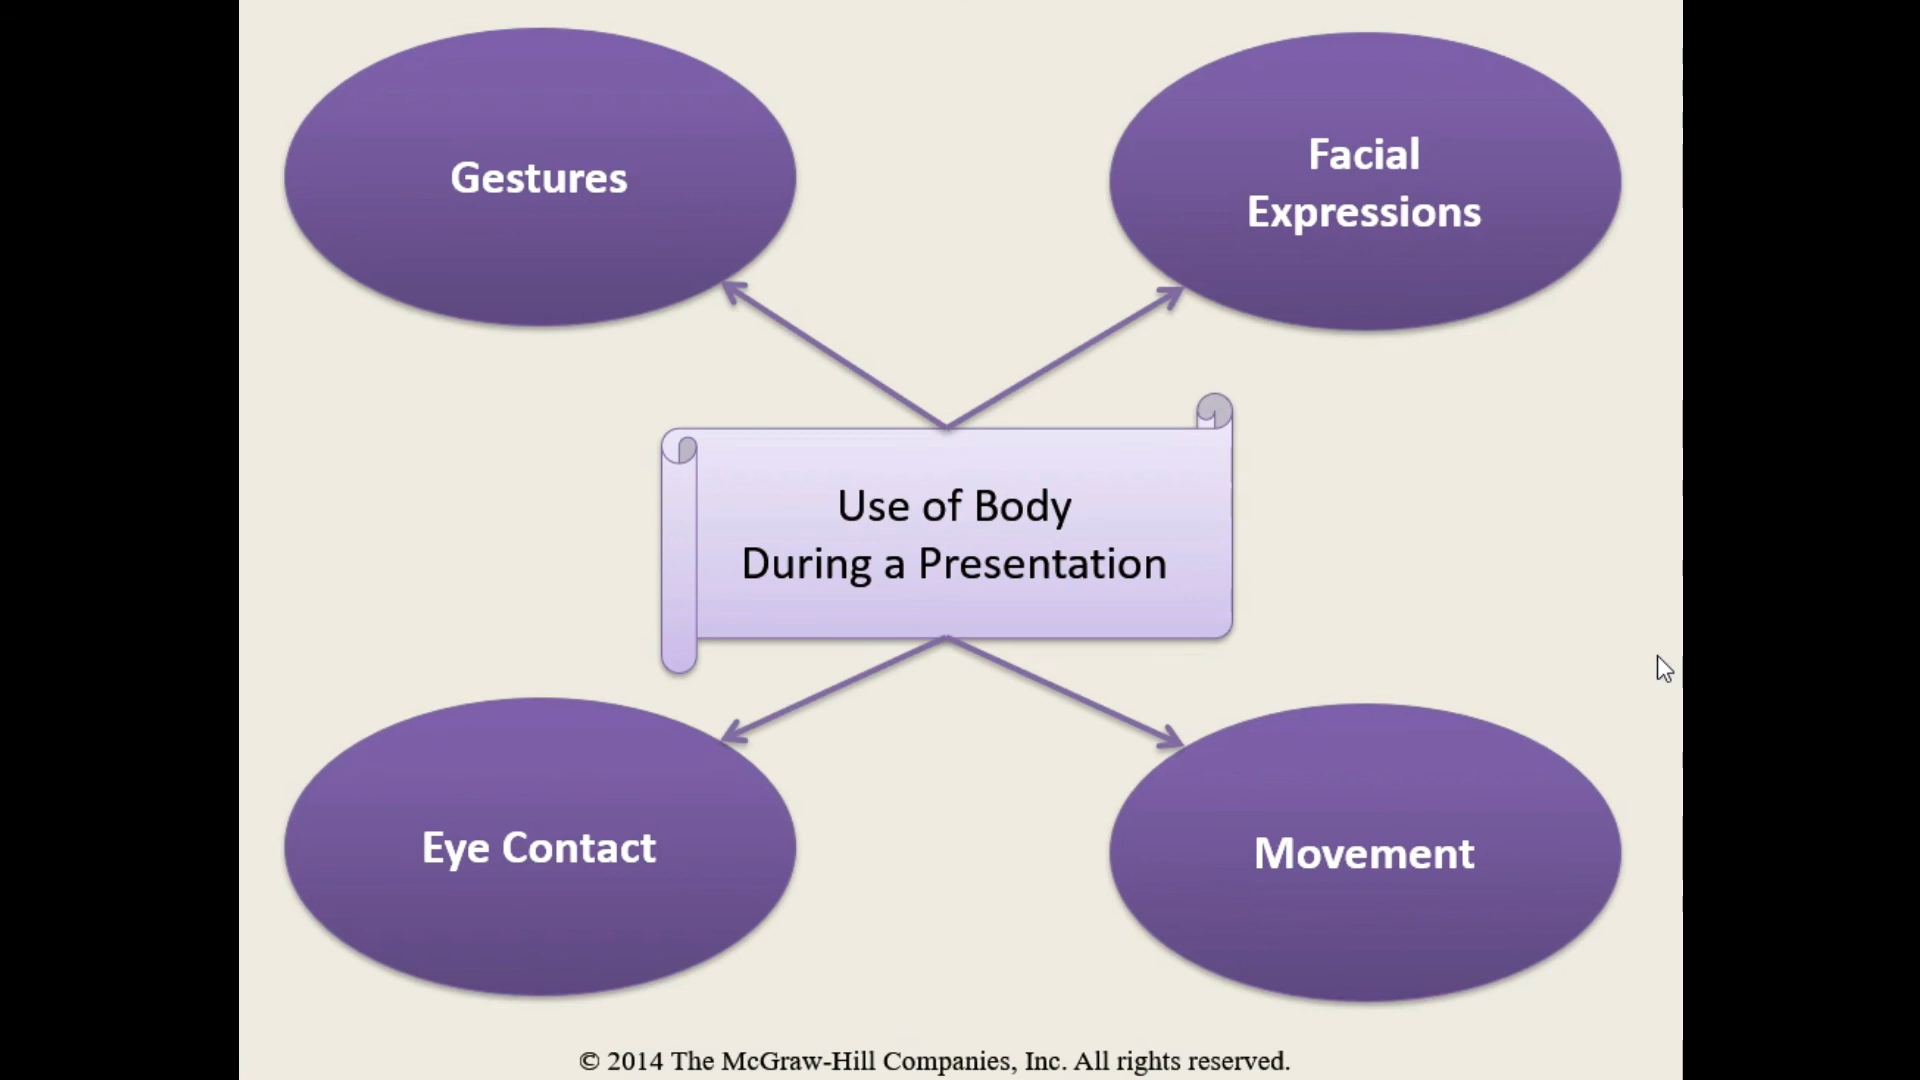 Gestures
Facial
Expressions
Use of Body
During a Presentation
Eye Contact
Movement
© 2014 The McGraw-Hill Companies, Inc. All rights reserved.